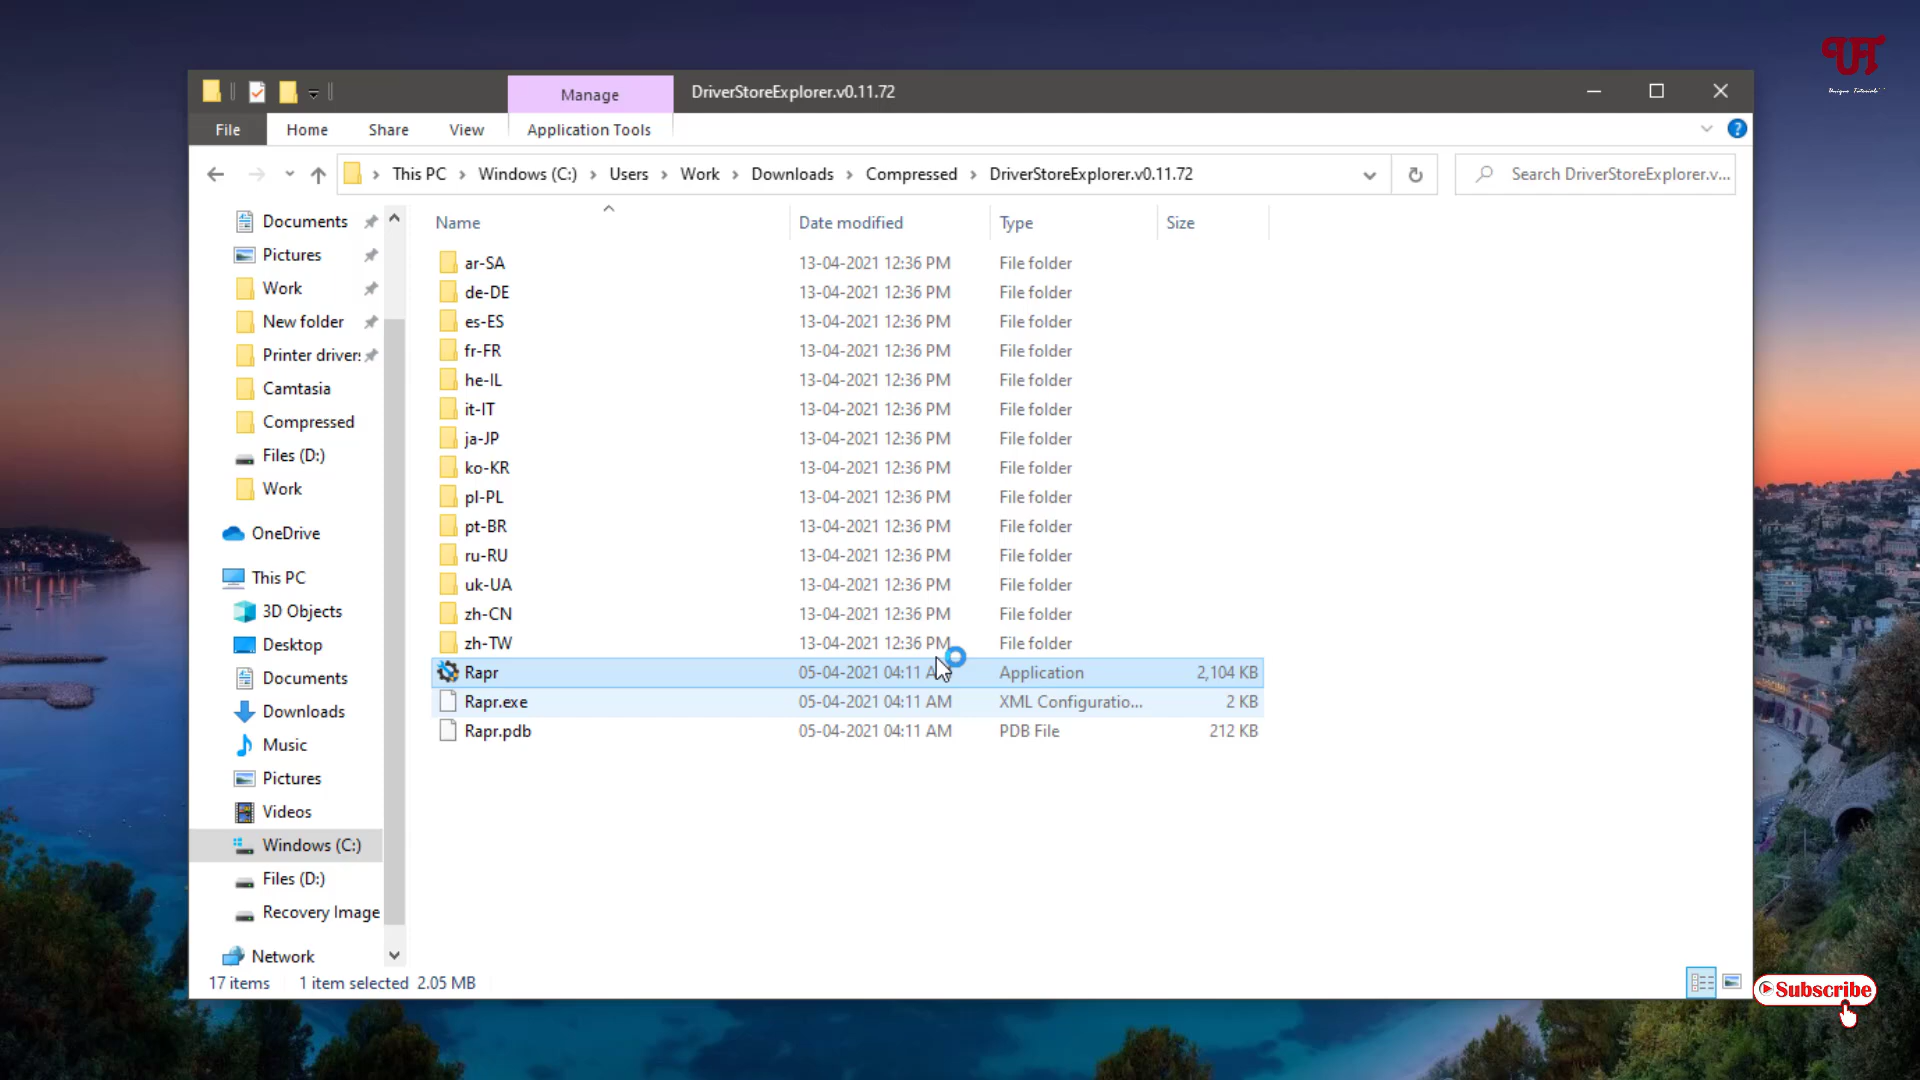 UT
Unique Tutorials
Manage
DriverStoreExplorer.v0.11.72
File
Home
Share
View
Application Tools
This PC > Windows (C:) > Users > Work > Downloads > Compressed > DriverStoreExplorer.v0.11.72
Search DriverStoreExplorer.v...
Documents
Pictures
Work
New folder
Printer driver:
Camtasia
Compressed
Files (D:)
Work
OneDrive
This PC
3D Objects
Desktop
Documents
Downloads
Music
Pictures
Videos
Windows (C:)
Files (D:)
Recovery Image
Network
Name Date modified Type Size
ar-SA 13-04-2021 12:36 PM File folder
de-DE 13-04-2021 12:36 PM File folder
es-ES 13-04-2021 12:36 PM File folder
fr-FR 13-04-2021 12:36 PM File folder
he-IL 13-04-2021 12:36 PM File folder
it-IT 13-04-2021 12:36 PM File folder
ja-JP 13-04-2021 12:36 PM File folder
ko-KR 13-04-2021 12:36 PM File folder
pl-PL 13-04-2021 12:36 PM File folder
pt-BR 13-04-2021 12:36 PM File folder
ru-RU 13-04-2021 12:36 PM File folder
uk-UA 13-04-2021 12:36 PM File folder
zh-CN 13-04-2021 12:36 PM File folder
zh-TW 13-04-2021 12:36 PM File folder
Rapr 05-04-2021 04:11 AM Application 2,104 KB
Rapr.exe 05-04-2021 04:11 AM XML Configuratio... 2 KB
Rapr.pdb 05-04-2021 04:11 AM PDB File 212 KB
17 items 1 item selected 2.05 MB
Subscribe